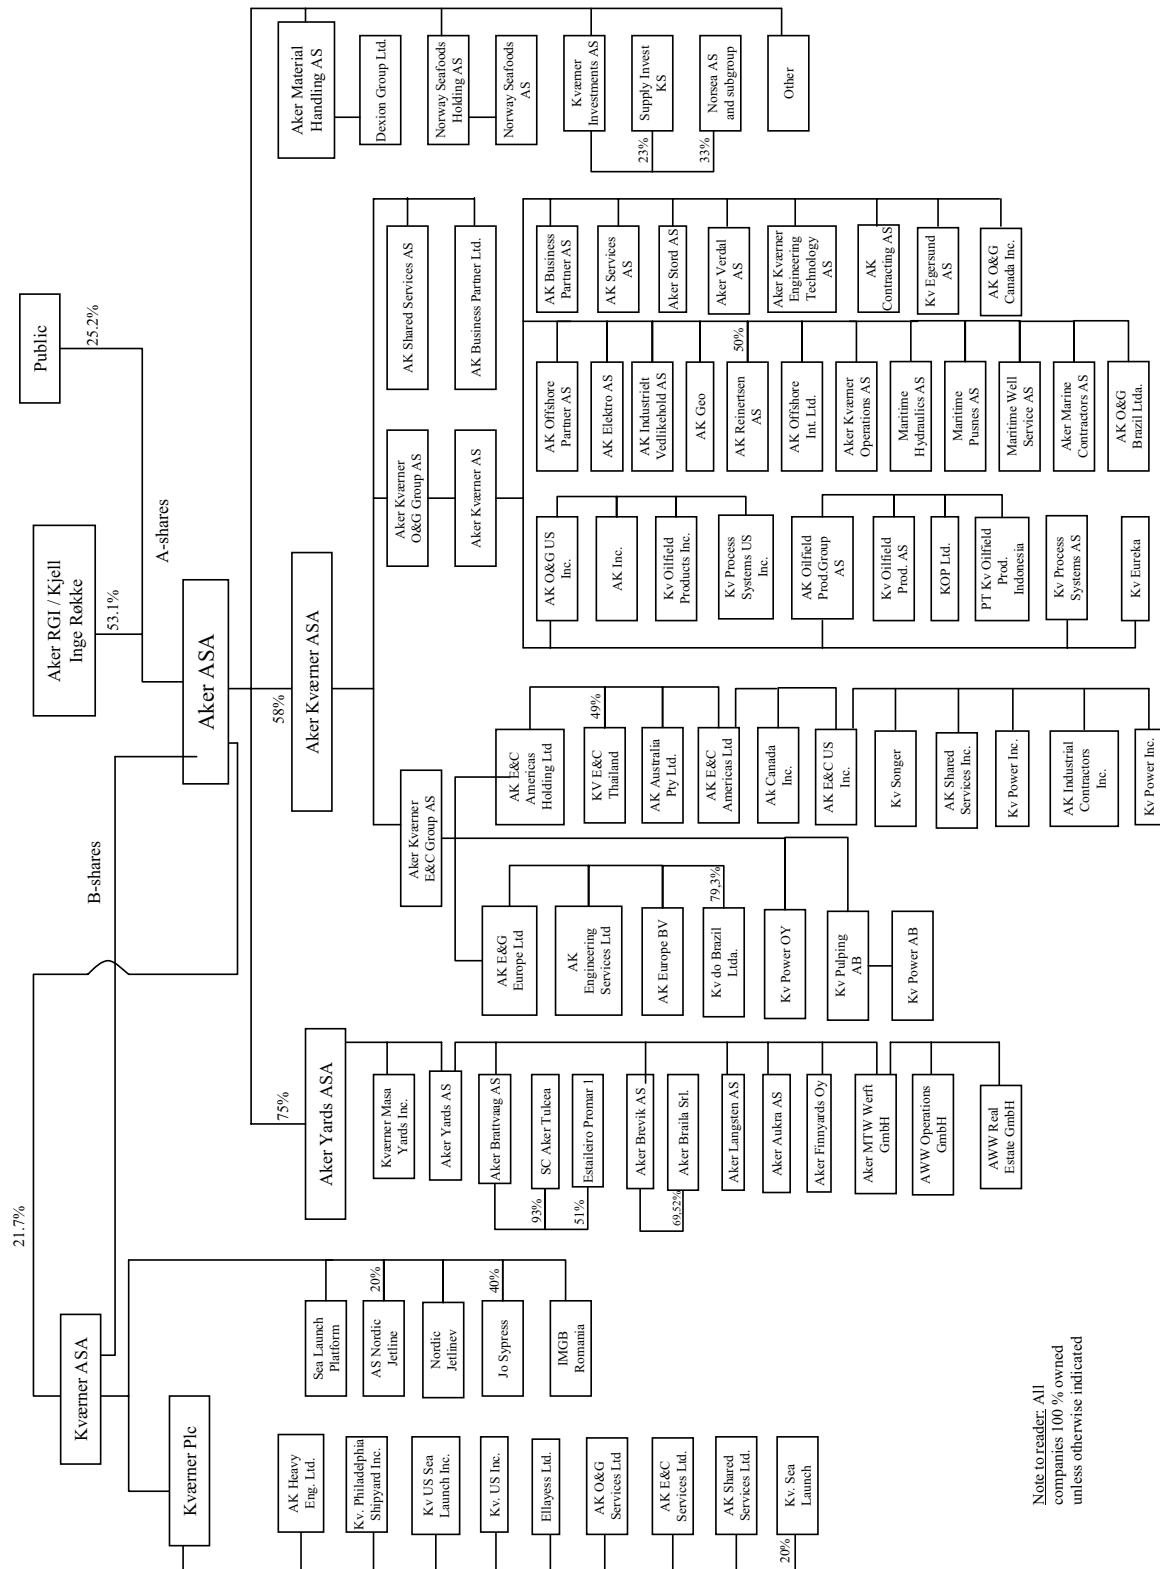 Public
25.2%
Aker RGI / Kjell
Inge Røkke
53.1%
A-shares
B-shares
21.7%
Kværner ASA
Aker ASA
Kværner Plc
AK Heavy
Eng. Ltd.
Kv. Philadelphia
Shipyard Inc.
Kv US Sea
Launch Inc.
Kv. US Inc.
Ellayess Ltd.
AK O&G
Services Ltd
AK E&C
Services Ltd.
AK Shared
Services Ltd.
20%
Kv. Sea
Launch
Sea Launch
Platform
20%
AS Nordic
Jetline
Nordic
Jetlinev
40%
Jo Sypress
IMGB
Romania
75%
Aker Yards ASA
Kværner Masa
Yards Inc.
Aker Yards AS
Aker Brattvaag AS
93%
SC Aker Tulcea
51%
Estaileiro Promar 1
Aker Brevik AS
69,52%
Aker Braila Srl.
Aker Langsten AS
Aker Aukra AS
Aker Finnyards Oy
Aker MTW Werft
GmbH
AWW Operations
GmbH
AWW Real
Estate GmbH
58%
Aker Kværner ASA
Aker Kværner
E&C Group AS
AK E&G
Europe Ltd
AK
Engineering
Services Ltd
AK Europe BV
79,3%
Kv do Brazil
Ltda.
Kv Power OY
Kv Pulping
AB
Kv Power AB
AK E&C
Americas
Holding Ltd
49%
KV E&C
Thailand
AK Australia
Pty Ltd.
AK E&C
Americas Ltd
Ak Canada
Inc.
AK E&C US
Inc.
Kv Songer
AK Shared
Services Inc.
Kv Power Inc.
AK Industrial
Contractors
Inc.
Kv Power Inc.
Aker Kværner
O&G Group AS
Aker Kværner AS
AK O&G US
Inc.
AK Inc.
Kv Oilfield
Products Inc.
Kv Process
Systems US
Inc.
AK Oilfield
Prod.Group
AS
Kv Oilfield
Prod. AS
KOP Ltd.
PT Kv Oilfield
Prod.
Indonesia
Kv Process
Systems AS
Kv Eureka
AK Offshore
Partner AS
AK Elektro AS
AK Industrielt
Vedlikehold AS
AK Geo
50%
AK Reinertsen
AS
AK Offshore
Int. Ltd.
Aker Kværner
Operations AS
Maritime
Hydraulics AS
Maritime
Pusnes AS
Maritime Well
Service AS
Aker Marine
Contractors AS
AK O&G
Brazil Ltda.
AK Business
Partner AS
AK Services
AS
Aker Stord AS
Aker Verdal
AS
Aker Kværner
Engineering
Technology
AS
AK
Contracting AS
Kv Egersund
AS
AK O&G
Canada Inc.
AK Shared Services AS
AK Business Partner Ltd.
Aker Material
Handling AS
Dexion Group Ltd.
Norway Seafoods
Holding AS
Norway Seafoods
AS
Kværner
Investments AS
23%
Supply Invest
KS
33%
Norsea AS
and subgroup
Other
Note to reader: All
companies 100 % owned
unless otherwise indicated